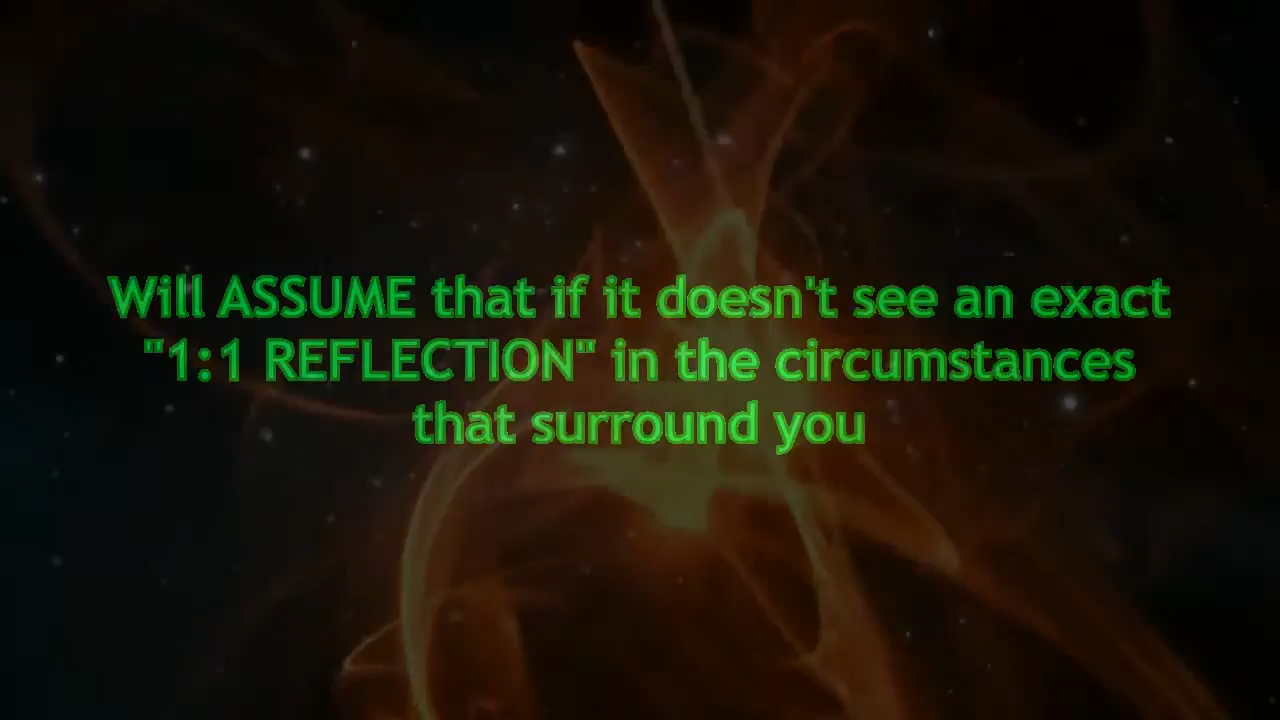 Will ASSUME that if it doesn't see an exact
"1:1 REFLECTION" in the circumstances
that surround you